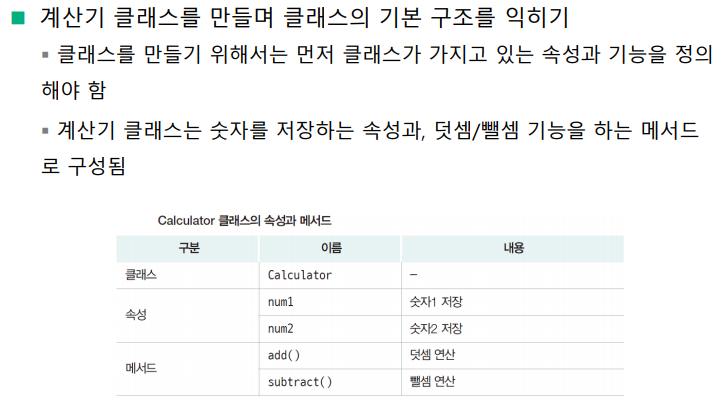 ■ 계산기 클래스를 만들며 클래스의 기본 구조를 익히기
▪ 클래스를 만들기 위해서는 먼저 클래스가 가지고 있는 속성과 기능을 정의
해야 함
▪ 계산기 클래스는 숫자를 저장하는 속성과, 덧셈/뺄셈 기능을 하는 메서드
로 구성됨
Calculator 클래스의 속성과 메서드
구분 이름 내용
클래스 Calculator –
속성 num1 숫자1 저장
num2 숫자2 저장
메서드 add() 덧셈 연산
subtract() 뺄셈 연산